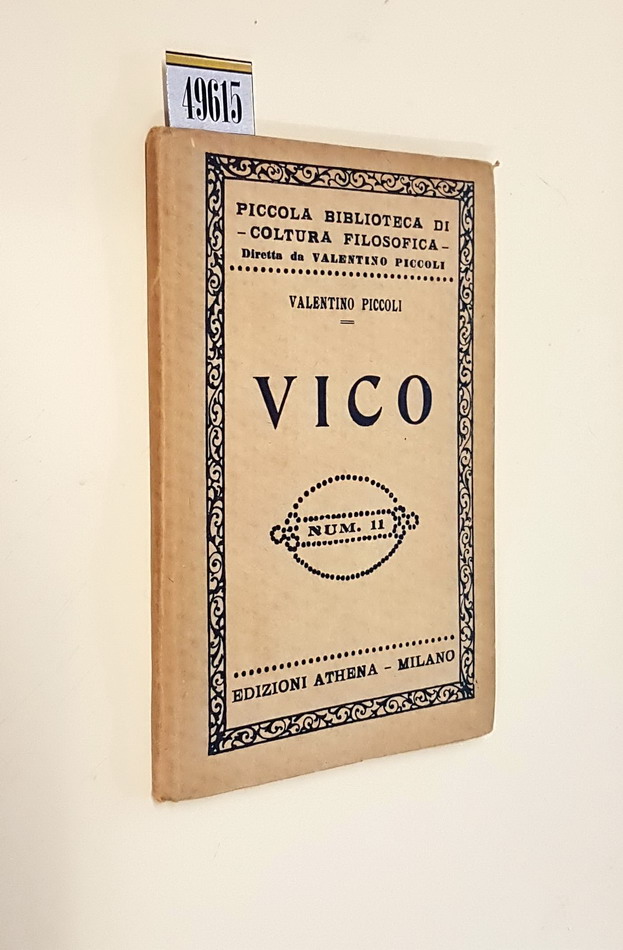 49615
PICCOLA BIBLIOTECA DI
- COLTURA FILOSOFICA -
Diretta da VALENTINO PICCOLI
VALENTINO PICCOLI
VICO
NUM. 11
EDIZIONI ATHENA - MILANO